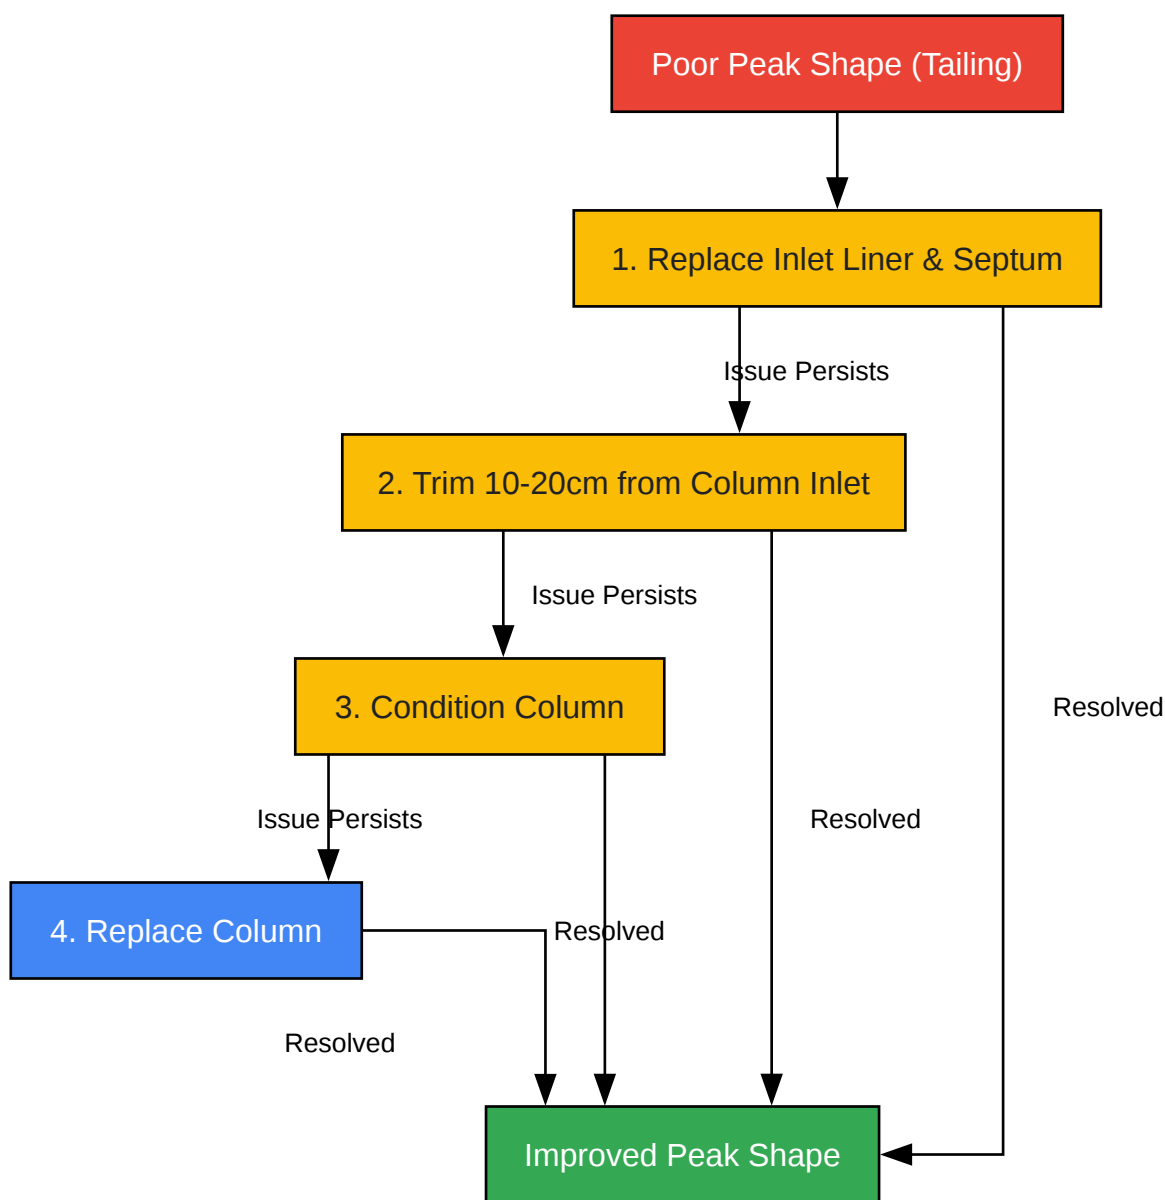 Poor Peak Shape (Tailing)
1. Replace Inlet Liner & Septum
Issue Persists
2. Trim 10-20cm from Column Inlet
Issue Persists
3. Condition Column
Resolved
Issue Persists
Resolved
4. Replace Column
Resolved
Resolved
Improved Peak Shape